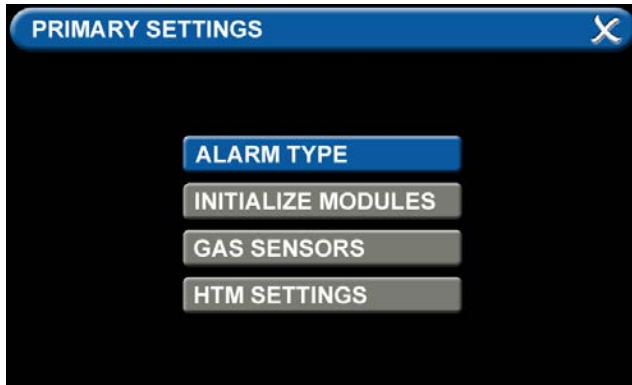 PRIMARY SETTINGS
ALARM TYPE
INITIALIZE MODULES
GAS SENSORS
HTM SETTINGS